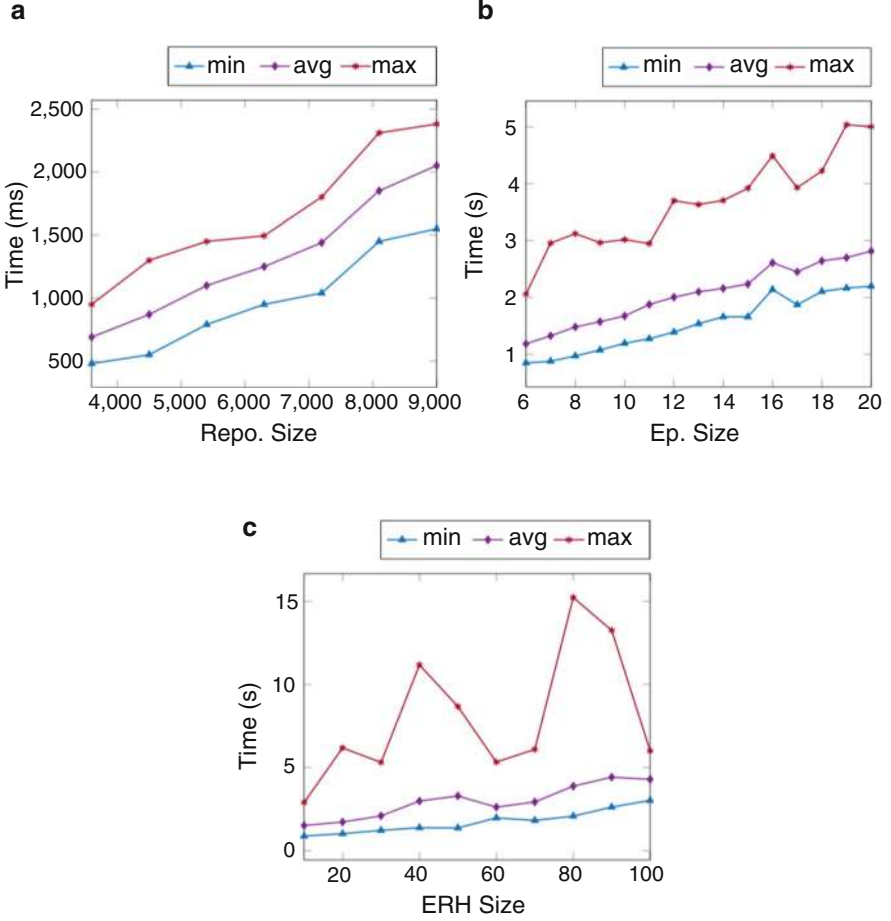 a
min avg max
2,500
2,000
1,500
1,000
500
Time (ms)
4,000 5,000 6,000 7,000 8,000 9,000
Repo. Size
b
min avg max
5
4
3
2
1
Time (s)
6 8 10 12 14 16 18 20
Ep. Size
c
min avg max
15
10
5
0
Time (s)
20 40 60 80 100
ERH Size